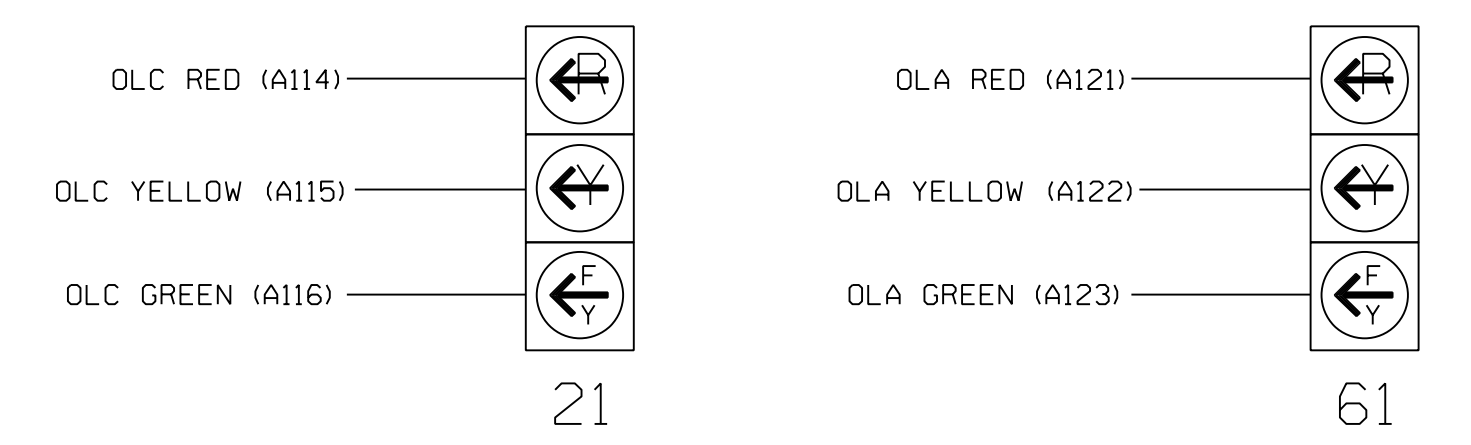 OLC RED (A114)
R
OLC YELLOW (A115)
Y
OLC GREEN (A116)
F
Y
21
OLA RED (A121)
R
OLA YELLOW (A122)
Y
OLA GREEN (A123)
F
Y
61